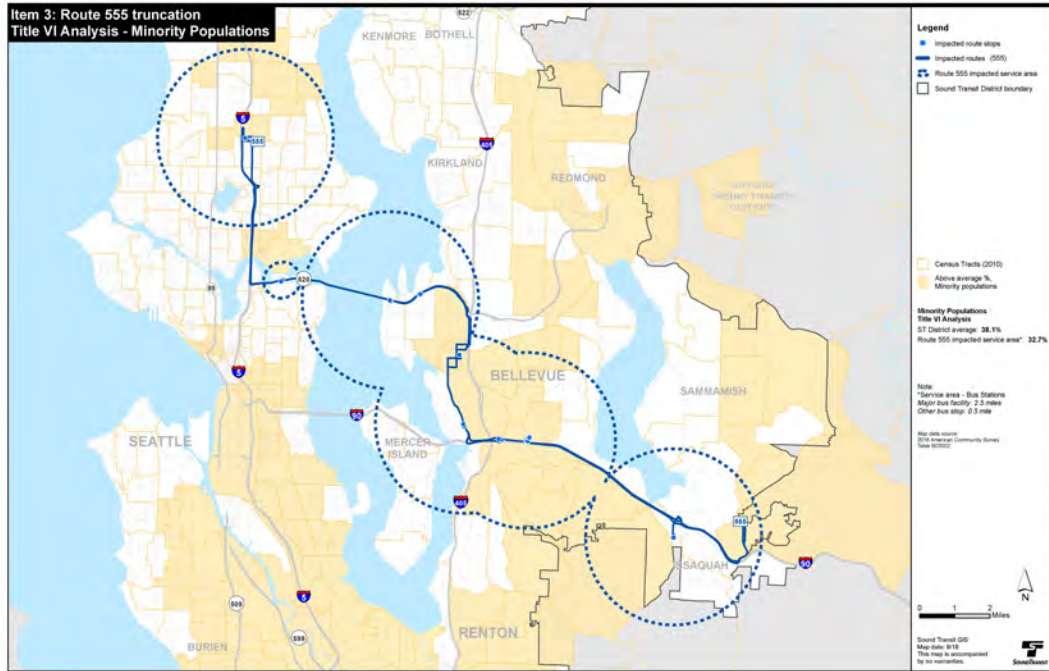 Item 3: Route 555 truncation
Title VI Analysis - Minority Populations
522
KENMORE
BOTHELL
5
555
405
KIRKLAND
REDMOND
520
99
BELLEVUE
SAMMAMISH
5
90
SEATTLE
MERCER
ISLAND
405
555
ISSAQUAH
90
5
509
599
BURIEN
RENTON
Legend
Impacted route stops
Impacted routes (555)
Route 555 impacted service area
Sound Transit District boundary
Census Tracts (2010)
Above average %,
Minority populations
Minority Populations
Title VI Analysis
ST District average: 38.1%
Route 555 impacted service area*: 32.7%
Note:
*Service area - Bus Stations
Major bus facility: 2.5 miles
Other bus stop: 0.5 mile
Map data source:
2016 American Community Survey,
N
0 1 2
Miles
Sound Transit GIS
Map date: 9/18
This map is accompanied
by no warranties.
SOUNDTRANSIT